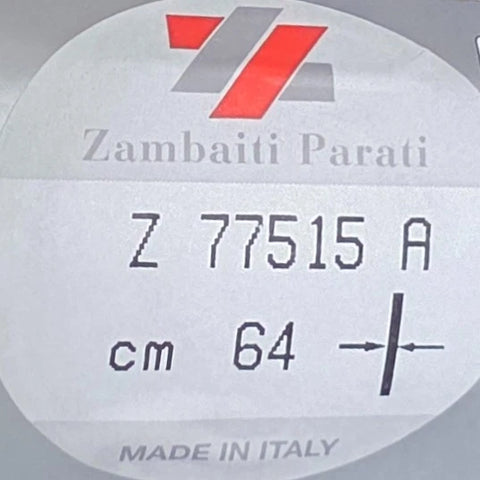 Zambaiti Parati
Z 77515 A
cm 64
MADE IN ITALY